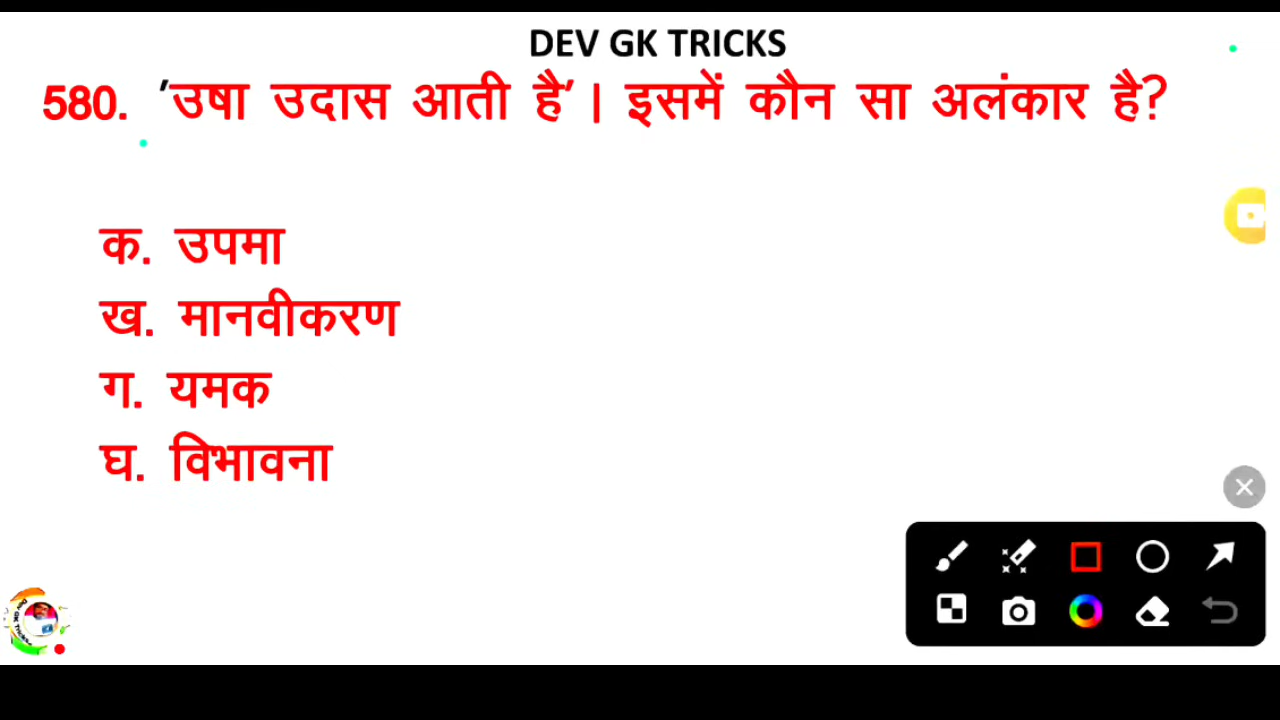 DEV GK TRICKS
580. 'उषा उदास आती है'। इसमें कौन सा अलंकार है?
क. उपमा
ख. मानवीकरण
ग. यमक
घ. विभावना